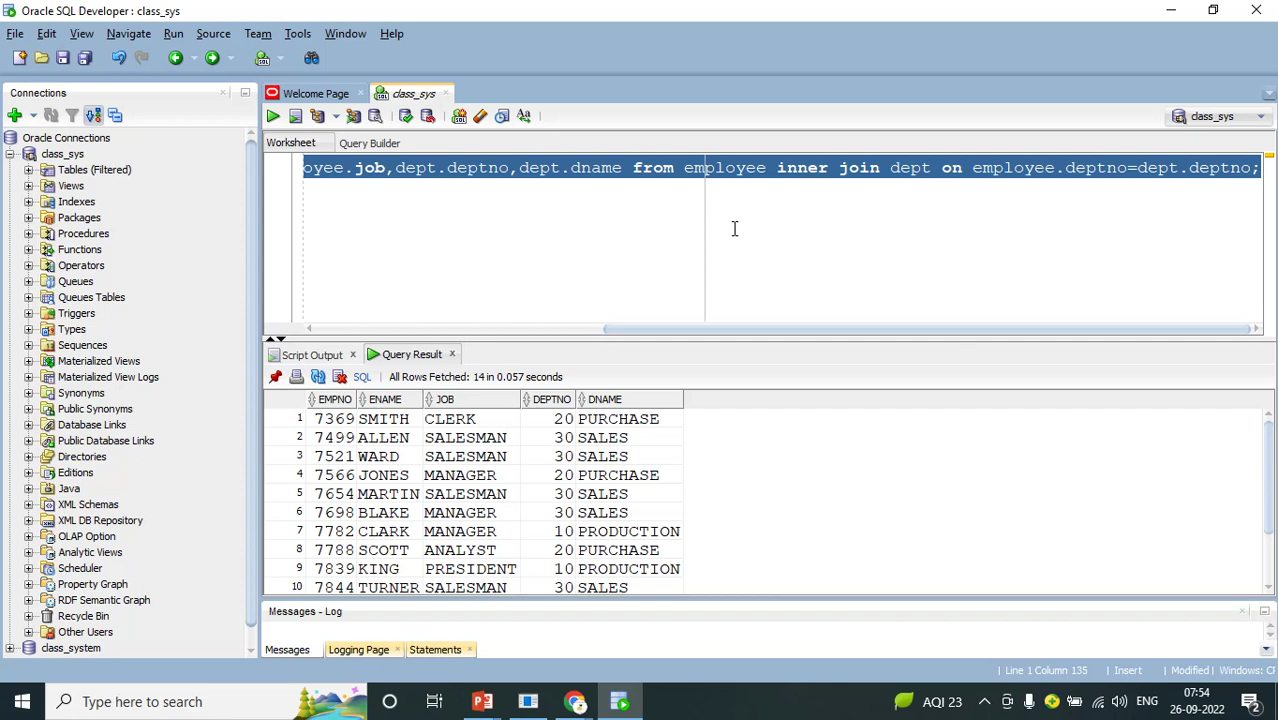 Oracle SQL Developer : class_sys
File Edit View Navigate Run Source Team Tools Window Help
Connections
Oracle Connections
class_sys
Tables (Filtered)
Views
Indexes
Packages
Procedures
Functions
Operators
Queues
Queues Tables
Triggers
Types
Sequences
Materialized Views
Materialized View Logs
Synonyms
Public Synonyms
Database Links
Public Database Links
Directories
Editions
Java
XML Schemas
XML DB Repository
OLAP Option
Analytic Views
Scheduler
Property Graph
RDF Semantic Graph
Recycle Bin
Other Users
class_system
Welcome Page class_sys
class_sys
Worksheet Query Builder
oyee.job,dept.deptno,dept.dname from employee inner join dept on employee.deptno=dept.deptno;
Script Output Query Result
SQL All Rows Fetched: 14 in 0.057 seconds
EMPNO ENAME JOB DEPTNO DNAME
1 7369 SMITH CLERK 20 PURCHASE
2 7499 ALLEN SALESMAN 30 SALES
3 7521 WARD SALESMAN 30 SALES
4 7566 JONES MANAGER 20 PURCHASE
5 7654 MARTIN SALESMAN 30 SALES
6 7698 BLAKE MANAGER 30 SALES
7 7782 CLARK MANAGER 10 PRODUCTION
8 7788 SCOTT ANALYST 20 PURCHASE
9 7839 KING PRESIDENT 10 PRODUCTION
10 7844 TURNER SALESMAN 30 SALES
Messages - Log
Messages Logging Page Statements
Line 1 Column 135 Insert Modified Windows: CF
Type here to search
AQI 23
ENG
07:54
26-09-2022
2